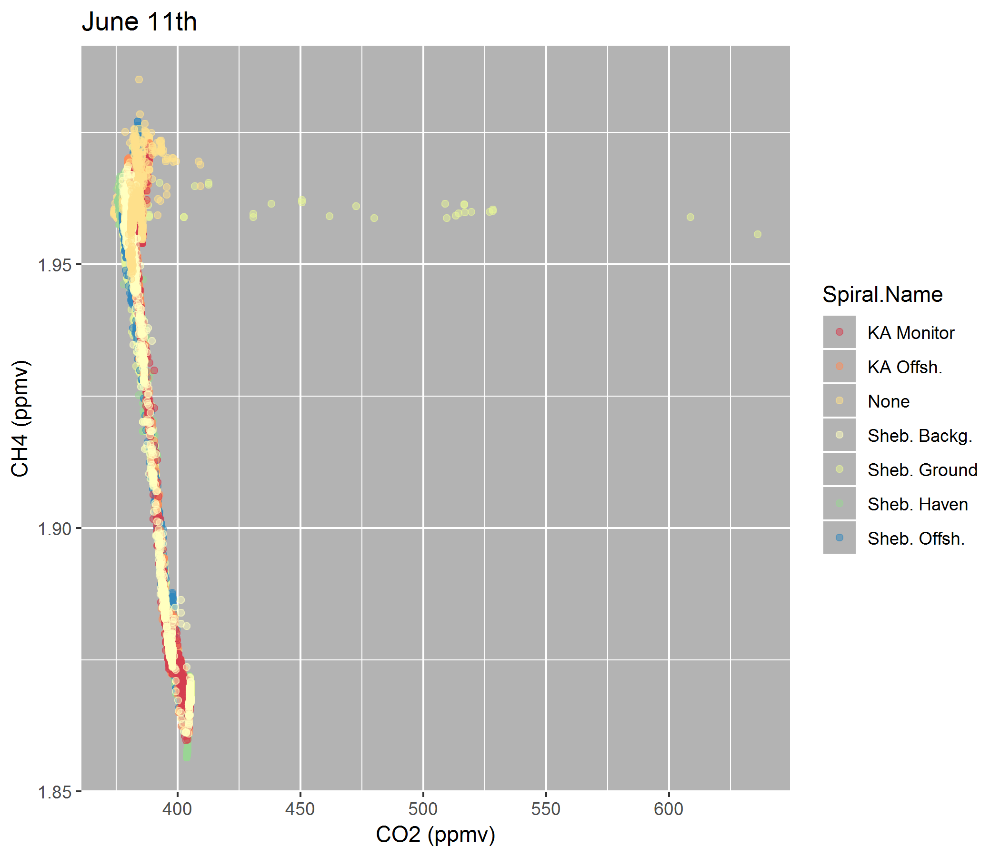 June 11th
CH4 (ppmv)
1.95
1.90
1.85
400 450 500 550 600
CO2 (ppmv)
Spiral.Name
KA Monitor
KA Offsh.
None
Sheb. Backg.
Sheb. Ground
Sheb. Haven
Sheb. Offsh.